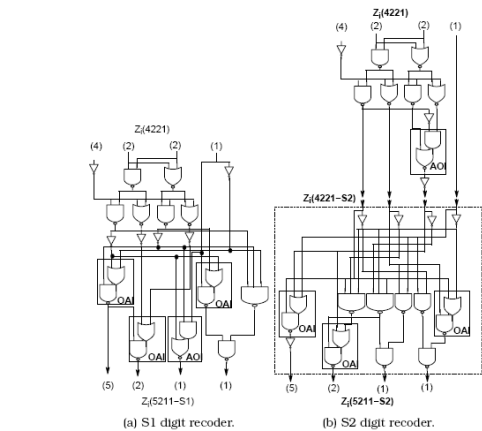 Zi(4221)
(4) (2) (2) (1)
AOI
Zi(4221-S2)
Zi(4221)
(4) (2) (2) (1)
OAI OAI
OAI AOI
(5) (2) (1) (1)
Zi(5211-S1)
(a) S1 digit recoder.
OAI OAI
OAI
(5) (2) (1) (1)
Zi(5211-S2)
(b) S2 digit recoder.